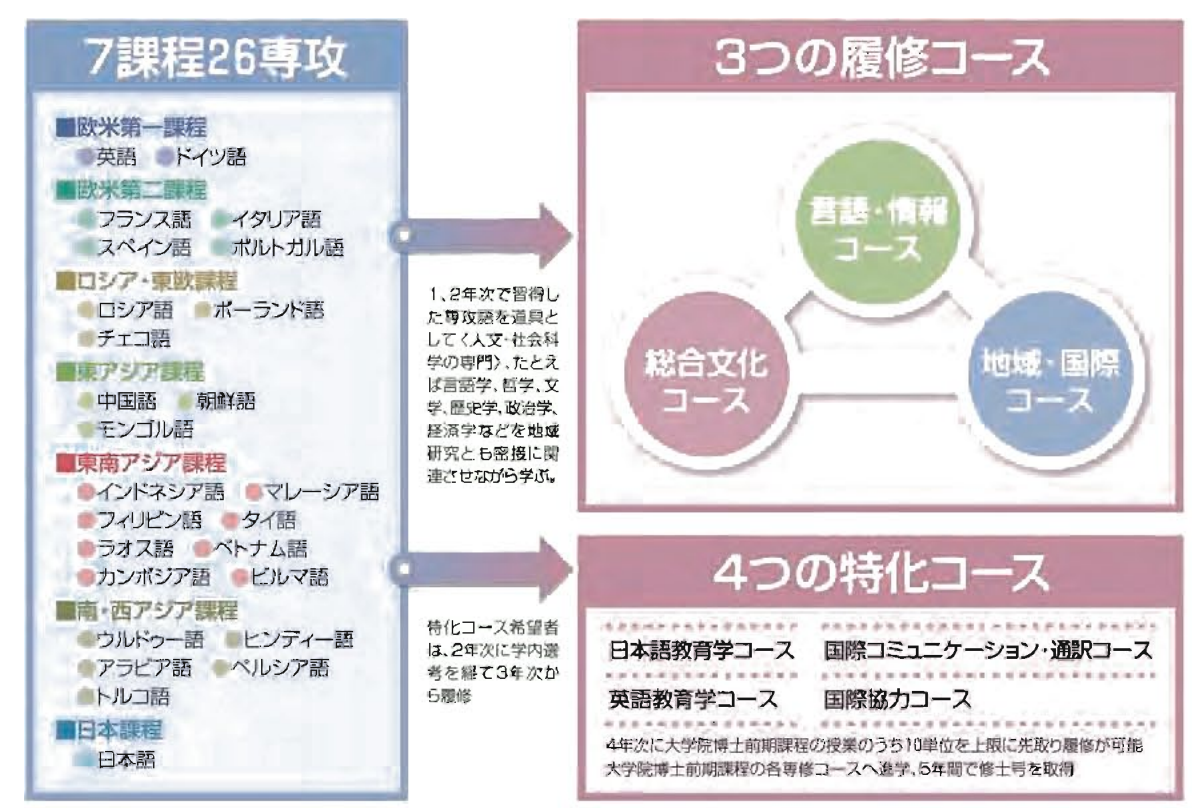 7課程26専攻
■欧米第一課程
●英語 ●ドイツ語
■欧米第二課程
●フランス語 ●イタリア語
●スペイン語 ●ポルトガル語
■ロシア・東欧課程
●ロシア語 ●ポーランド語
●チェコ語
■東アジア課程
●中国語 ●朝鮮語
●モンゴル語
■東南アジア課程
●インドネシア語 ●マレーシア語
●フィリピン語 ●タイ語
●ラオス語 ●ベトナム語
●カンボジア語 ●ビルマ語
■南・西アジア課程
●ウルドゥー語 ●ヒンディー語
●アラビア語 ●ペルシア語
●トルコ語
■日本課程
●日本語
1、2年次で習得し
た専攻語を道具と
して〈人文・社会科
学の専門〉、たとえ
ば言語学、哲学、文
学、歴史学、政治学、
経済学などを地域
研究とも密接に関
連させながら学ぶ。
特化コース希望者
は、2年次に学内選
考を経て3年次か
ら履修
3つの履修コース
言語・情報
コース
総合文化
コース
地域・国際
コース
4つの特化コース
日本語教育学コース 国際コミュニケーション・通訳コース
英語教育学コース 国際協力コース
4年次に大学院博士前期課程の授業のうち10単位を上限に先取り履修が可能
大学院博士前期課程の各専修コースへ進学、5年間で修士号を取得